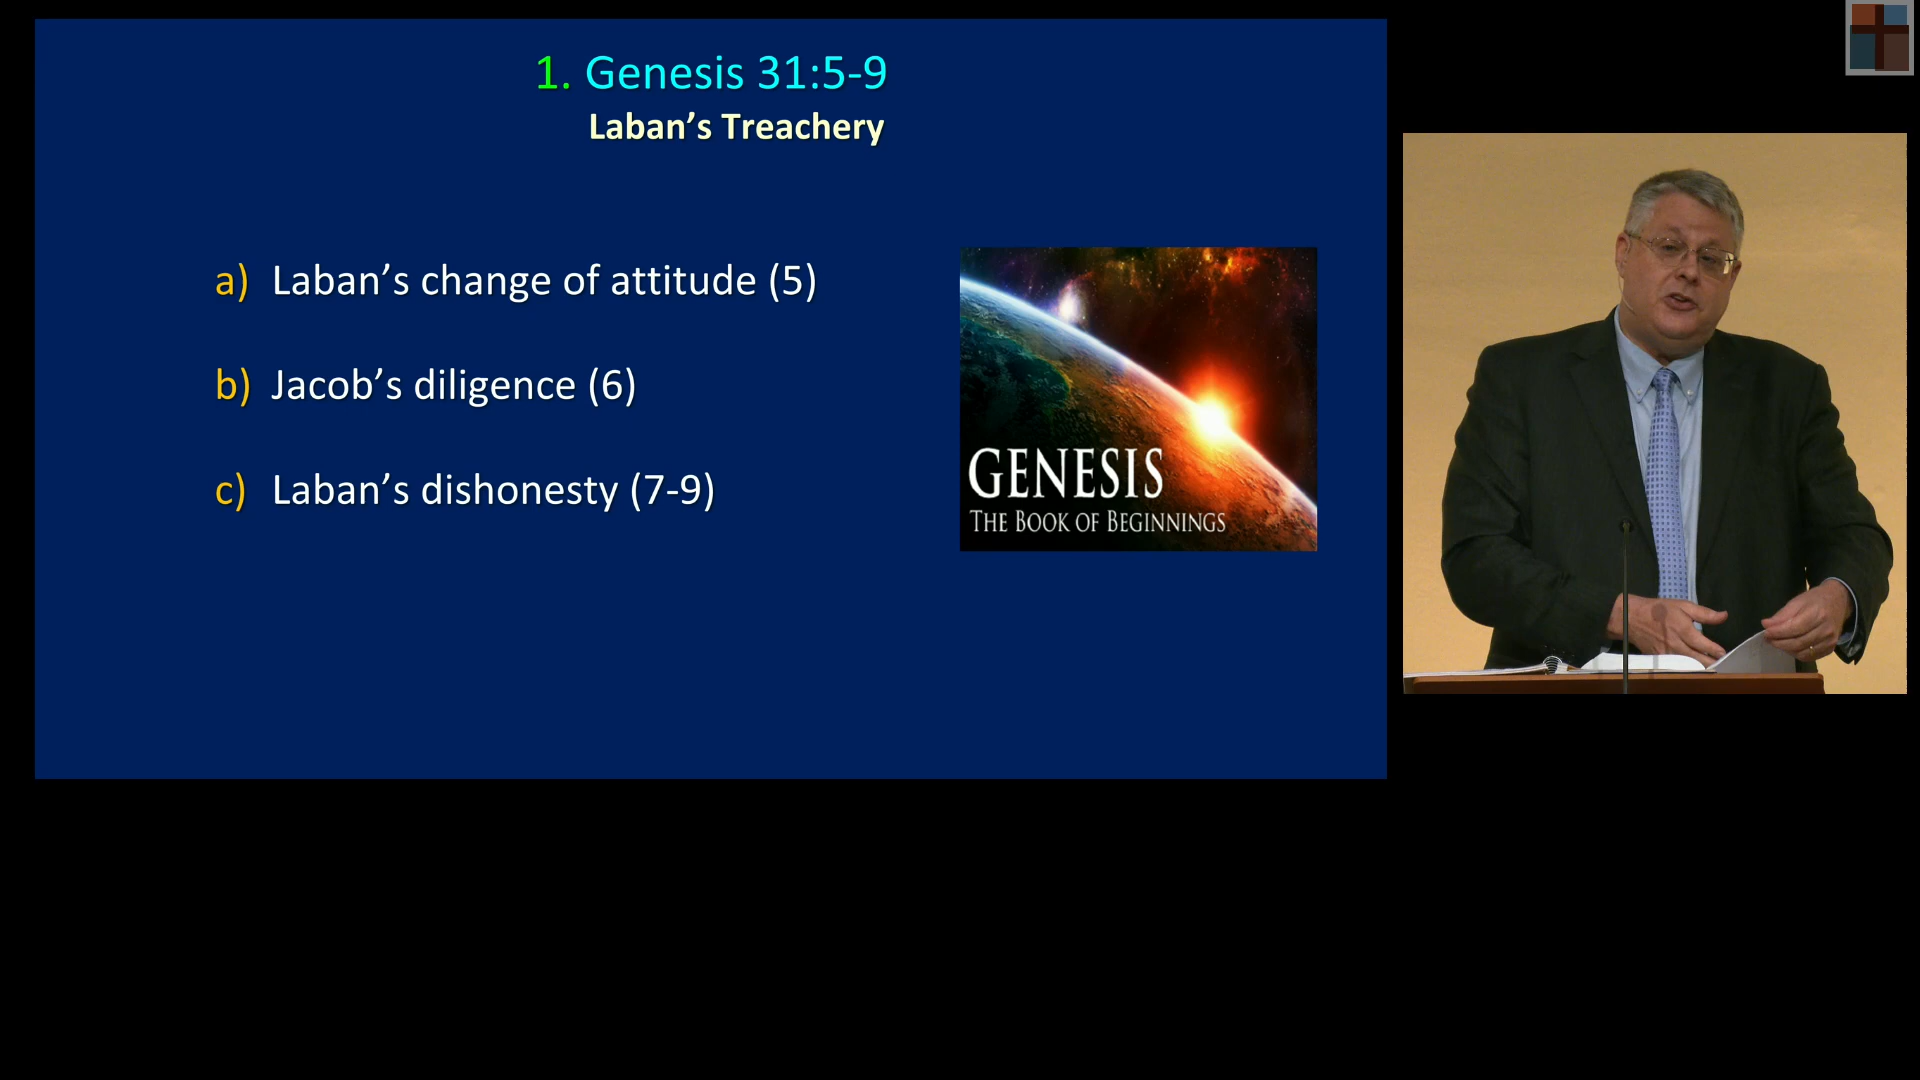 1. Genesis 31:5-9
Laban’s Treachery
a) Laban’s change of attitude (5)
b) Jacob’s diligence (6)
c) Laban’s dishonesty (7-9)
GENESIS
THE BOOK OF BEGINNINGS